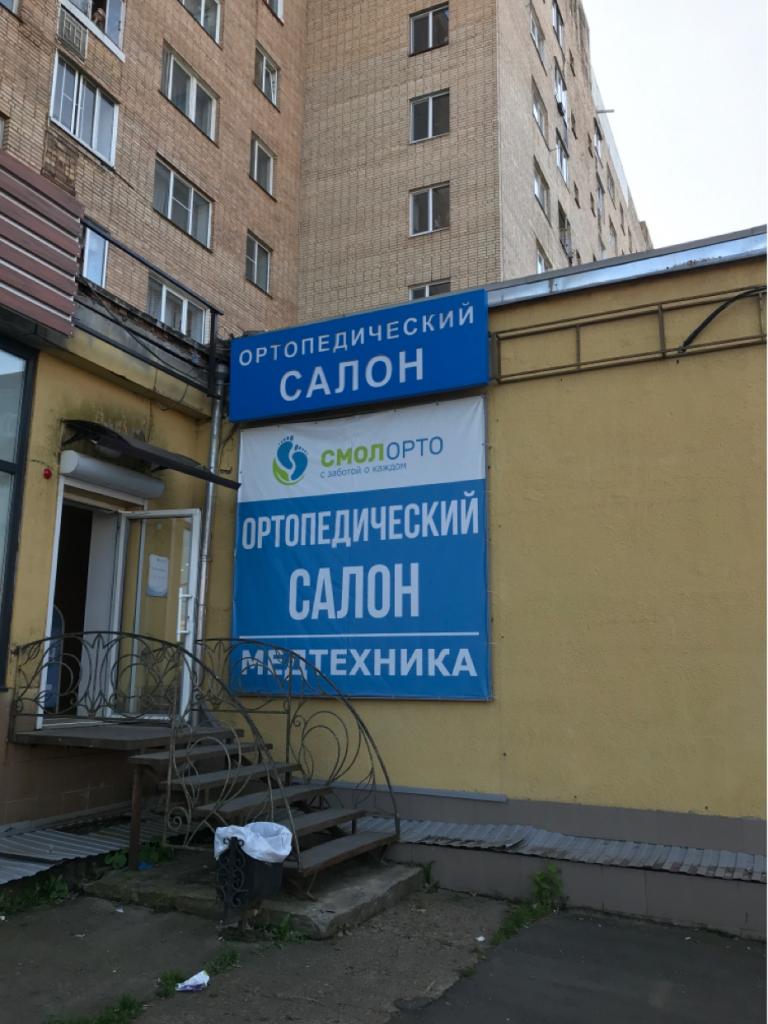 ОРТОПЕДИЧЕСКИЙ
САЛОН
СМОЛОРТО
с заботой о каждом
ОРТОПЕДИЧЕСКИЙ
САЛОН
МЕДТЕХНИКА